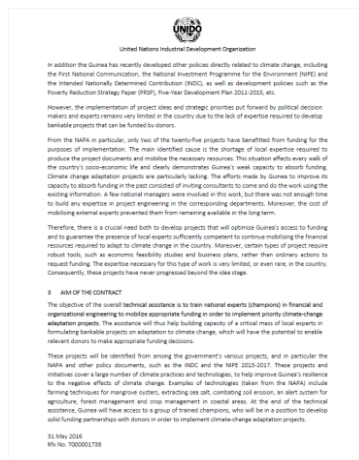 UNIDO
United Nations Industrial Development Organization
In addition the Guinea has recently developed other policies directly related to climate change, including
the First National Communication, the National Investment Programme for the Environment (NIPE) and
the Intended Nationally Determined Contribution (INDC), as well as development policies such as the
Poverty Reduction Strategy Paper (PRSP), Five-Year Development Plan 2011-2015, etc.
However, the implementation of project ideas and strategic priorities put forward by political decision
makers and experts remains very limited in the country due to the lack of expertise required to develop
bankable projects that can be funded by donors.
From the NAPA in particular, only two of the twenty-five projects have benefitted from funding for the
purposes of implementation. The main identified cause is the shortage of local expertise required to
produce the project documents and mobilise the necessary resources. This situation affects every walk of
the country's socio-economic life and clearly demonstrates Guinea's weak capacity to absorb funding.
Climate change adaptation projects are particularly lacking. The efforts made by Guinea to improve its
capacity to absorb funding in the past consisted of inviting consultants to come and do the work using the
existing information. A few national managers were involved in this work, but there was not enough time
to build any expertise in project engineering in the corresponding departments. Moreover, the cost of
mobilising external experts prevented them from remaining available in the long term.
Therefore, there is a crucial need both to develop projects that will optimise Guinea's access to funding
and to guarantee the presence of local experts sufficiently competent to continue mobilising the financial
resources required to adapt to climate change in the country. Moreover, certain types of project require
robust tools, such as economic feasibility studies and business plans, rather than ordinary actions to
request funding. The expertise necessary for this type of work is very limited, or even rare, in the country.
Consequently, these projects have never progressed beyond the idea stage.
3 AIM OF THE CONTRACT
The objective of the overall technical assistance is to train national experts (champions) in financial and
organizational engineering to mobilize appropriate funding in order to implement priority climate-change
adaptation projects. The assistance will thus help building capacity of a critical mass of local experts in
formulating bankable projects on adaptation to climate change, which will have the potential to enable
relevant donors to make appropriate funding decisions.
These projects will be identified from among the government's various projects, and in particular the
NAPA and other policy documents, such as the INDC and the NIPE 2013-2017. These projects and
initiatives cover a large number of climate practices and technologies, to help improve Guinea's resilience
to the negative effects of climate change. Examples of technologies (taken from the NAPA) include
farming techniques for mangrove oysters, extracting sea salt, combating soil erosion, an alert system for
agriculture, forest management and crop management in coastal areas. At the end of the technical
assistance, Guinea will have access to a group of trained champions, who will be in a position to develop
solid funding partnerships with donors in order to implement climate-change adaptation projects.
31 May 2016
Rfx No. 7000001738